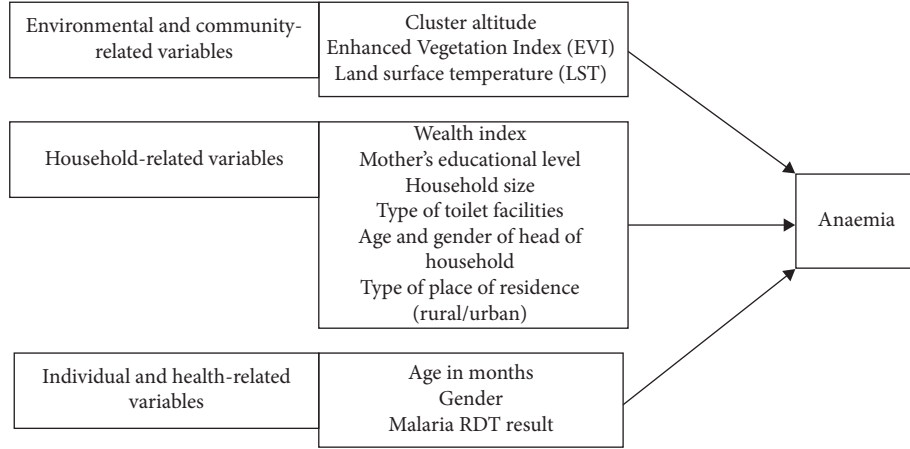 Environmental and community-
related variables
Cluster altitude
Enhanced Vegetation Index (EVI)
Land surface temperature (LST)
Household-related variables
Wealth index
Mother's educational level
Household size
Type of toilet facilities
Age and gender of head of
household
Type of place of residence
(rural/urban)
Individual and health-related
variables
Age in months
Gender
Malaria RDT result
Anaemia